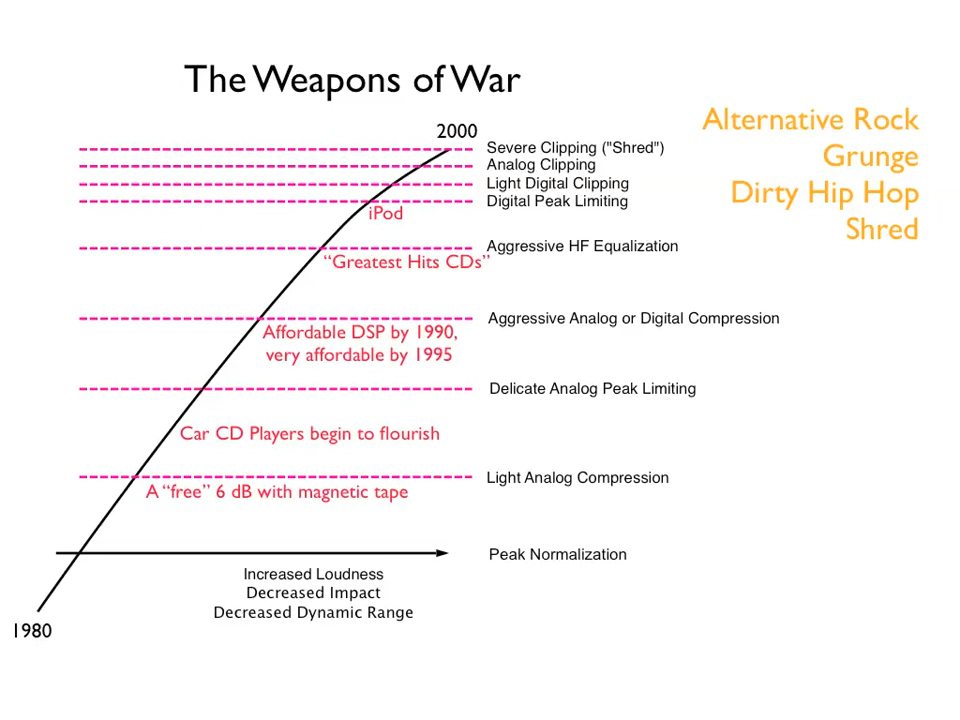 The Weapons of War
Alternative Rock
Grunge
Dirty Hip Hop
Shred
2000
Severe Clipping ("Shred")
Analog Clipping
Light Digital Clipping
Digital Peak Limiting
iPod
Aggressive HF Equalization
“Greatest Hits CDs”
Aggressive Analog or Digital Compression
Affordable DSP by 1990,
very affordable by 1995
Delicate Analog Peak Limiting
Car CD Players begin to flourish
Light Analog Compression
A “free” 6 dB with magnetic tape
Peak Normalization
Increased Loudness
Decreased Impact
Decreased Dynamic Range
1980